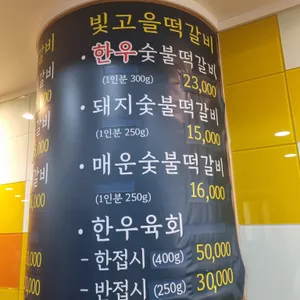 빛고을떡갈비
· 한우숯불떡갈비
(1인분 300g) 23,000
· 돼지숯불떡갈비
(1인분 250g) 15,000
· 매운숯불떡갈비
(1인분 250g) 16,000
· 한우육회
- 한접시 (400g) 50,000
- 반접시 (250g) 30,000